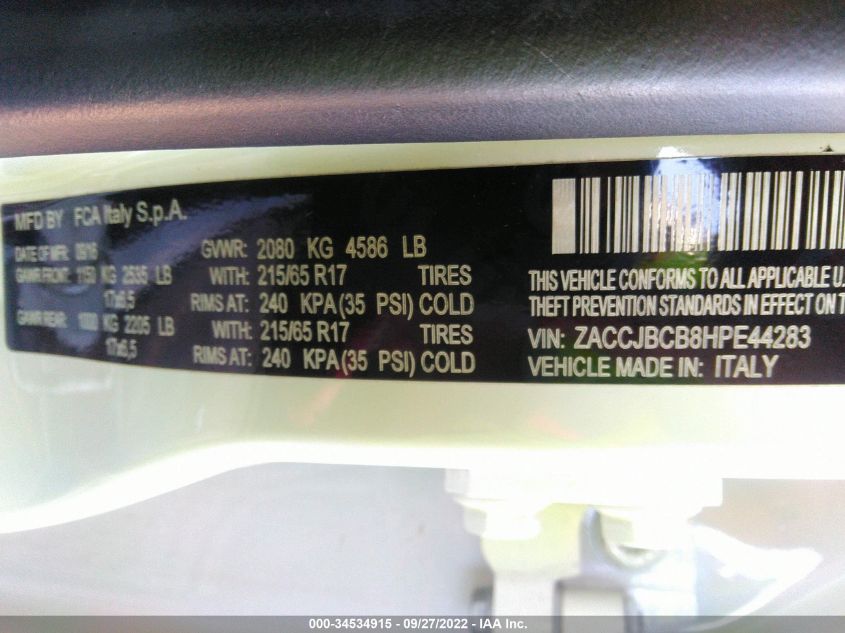 MFD BY FCA Italy S.p.A.
DATE OF MFR 09/16 GVWR: 2080 KG 4586 LB
GAWR FRONT: 1150 KG 2535 LB WITH: 215/65 R17 TIRES
17x6,5 RIMS AT: 240 KPA(35 PSI) COLD
GAWR REAR: 1000 KG 2205 LB WITH: 215/65 R17 TIRES
17x6,5 RIMS AT: 240 KPA(35 PSI) COLD
THIS VEHICLE CONFORMS TO ALL APPLICABLE U.
THEFT PREVENTION STANDARDS IN EFFECT ON T
VIN: ZACCJBCB8HPE44283
VEHICLE MADE IN: ITALY
000-34534915 - 09/27/2022 - IAA Inc.